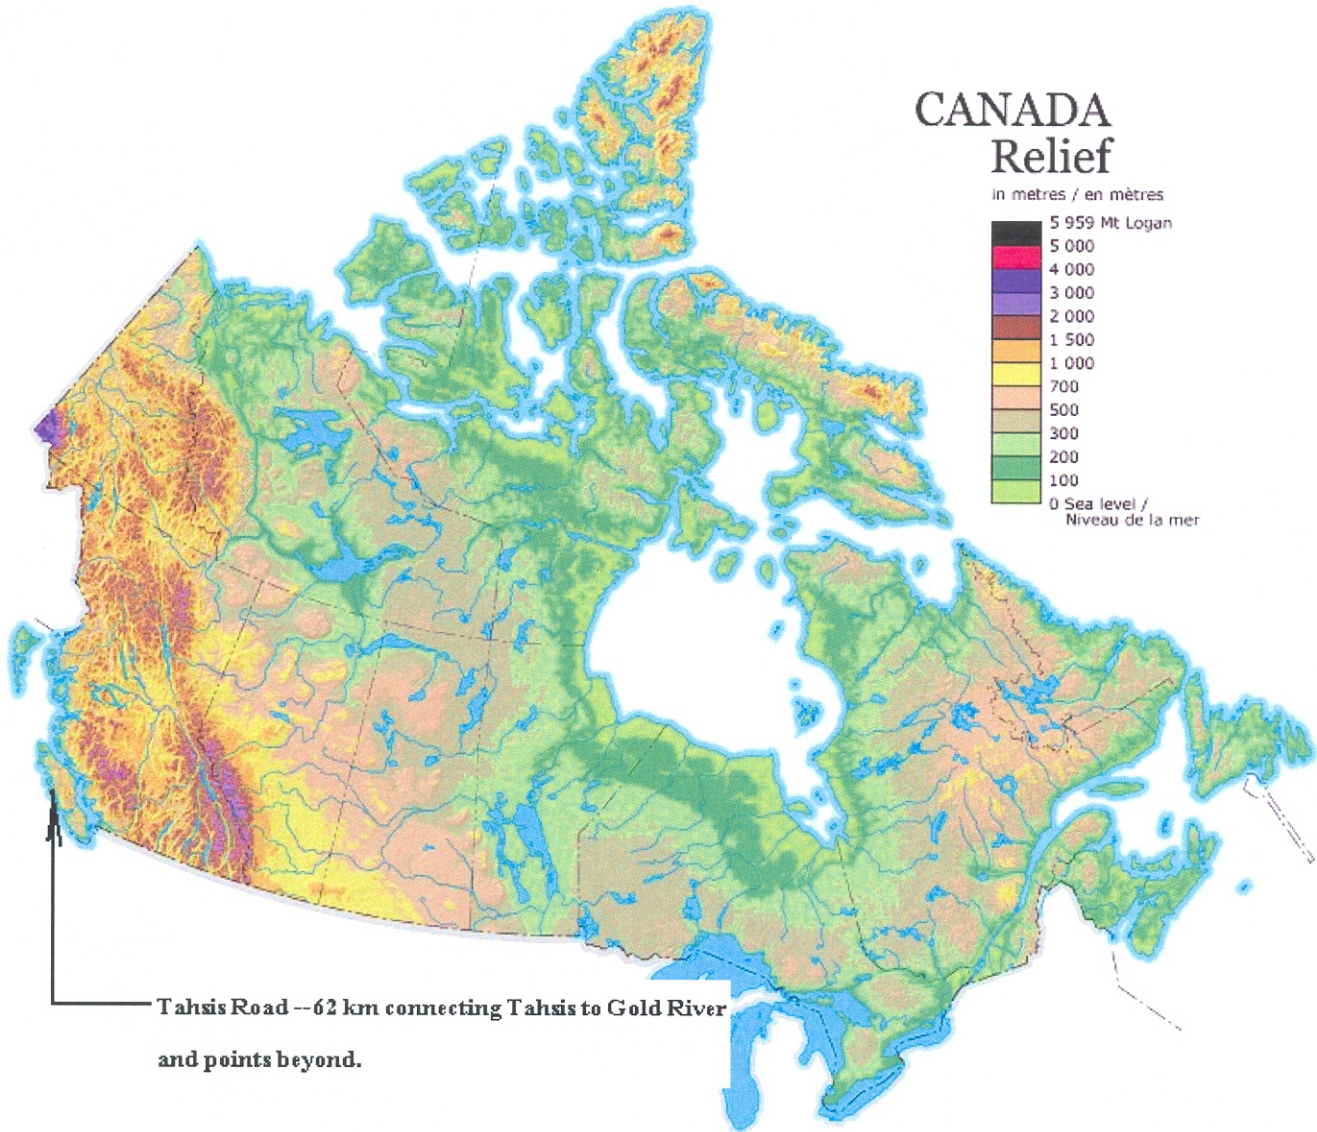 CANADA
Relief
in metres / en mètres
5 959 Mt Logan
5 000
4 000
3 000
2 000
1 500
1 000
700
500
300
200
100
0 Sea level /
Niveau de la mer
Tahsis Road --62 km connecting Tahsis to Gold River
and points beyond.